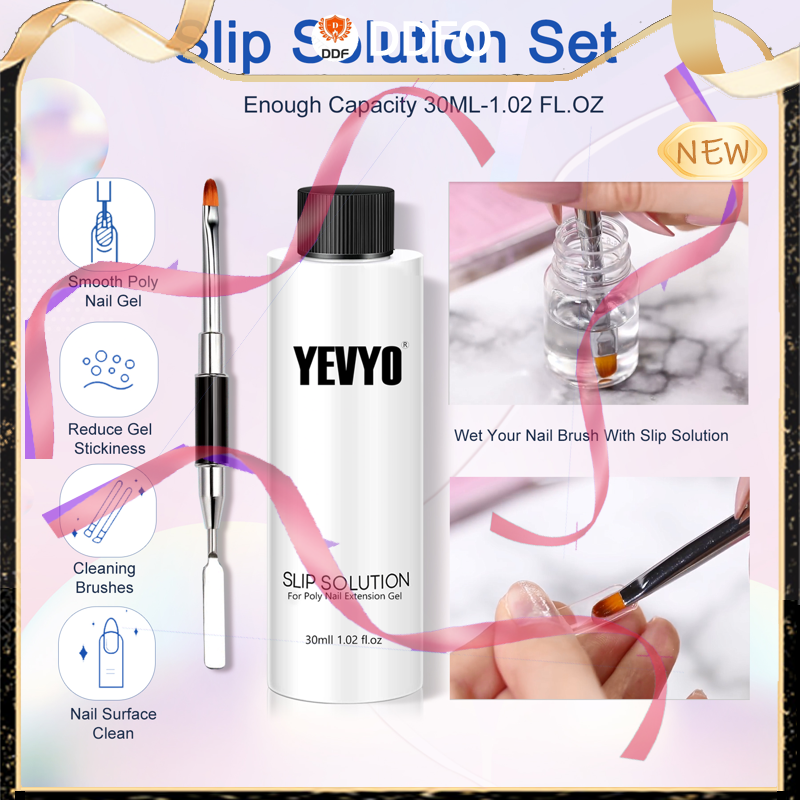 Slip Solution Set
DDF
DDFO
Enough Capacity 30ML-1.02 FL.OZ
NEW
Smooth Poly
Nail Gel
Reduce Gel
Stickiness
Cleaning
Brushes
Nail Surface
Clean
YEVYO®
SLIP SOLUTION
For Poly Nail Extension Gel
30mll 1.02 fl.oz
Wet Your Nail Brush With Slip Solution